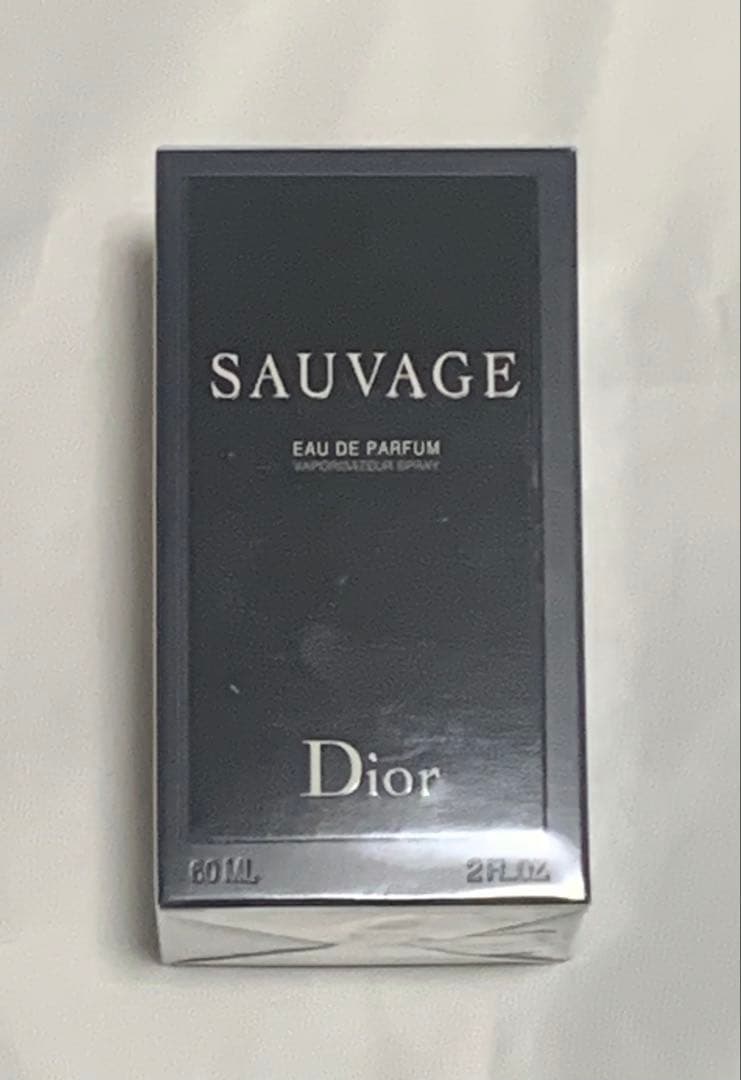 SAUVAGE
EAU DE PARFUM
VAPORISATEUR SPRAY
Dior
60 ML 2 FL.OZ